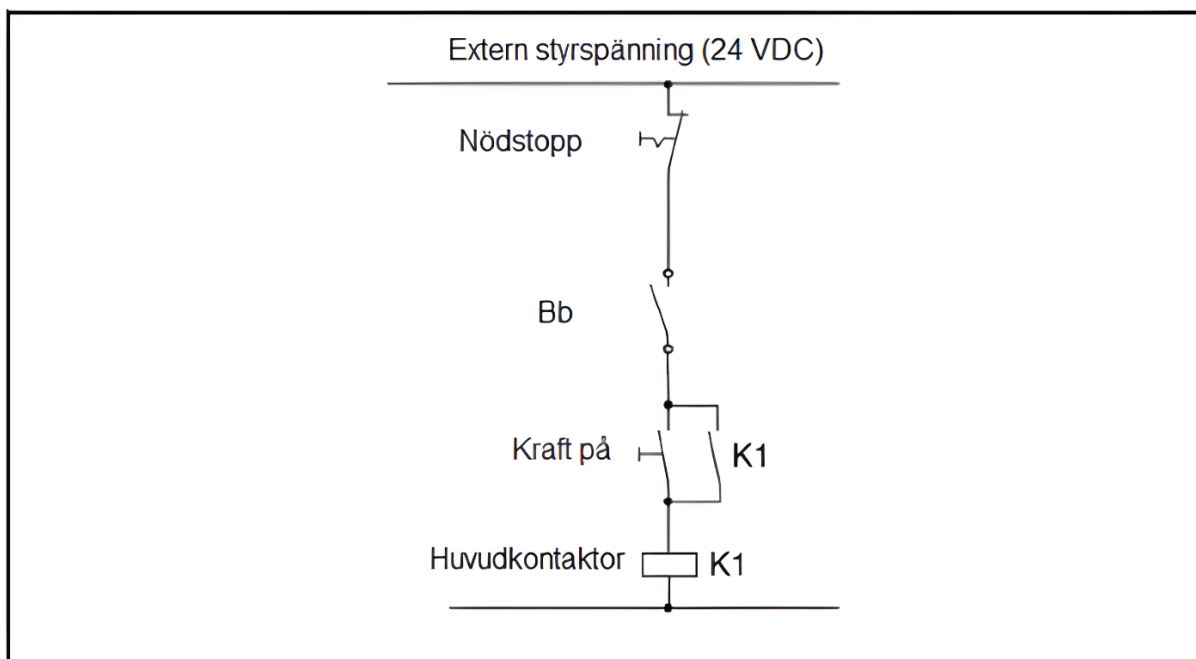 Extern styrspänning (24 VDC)
Nödstopp
Bb
Kraft på
K1
Huvudkontaktor
K1